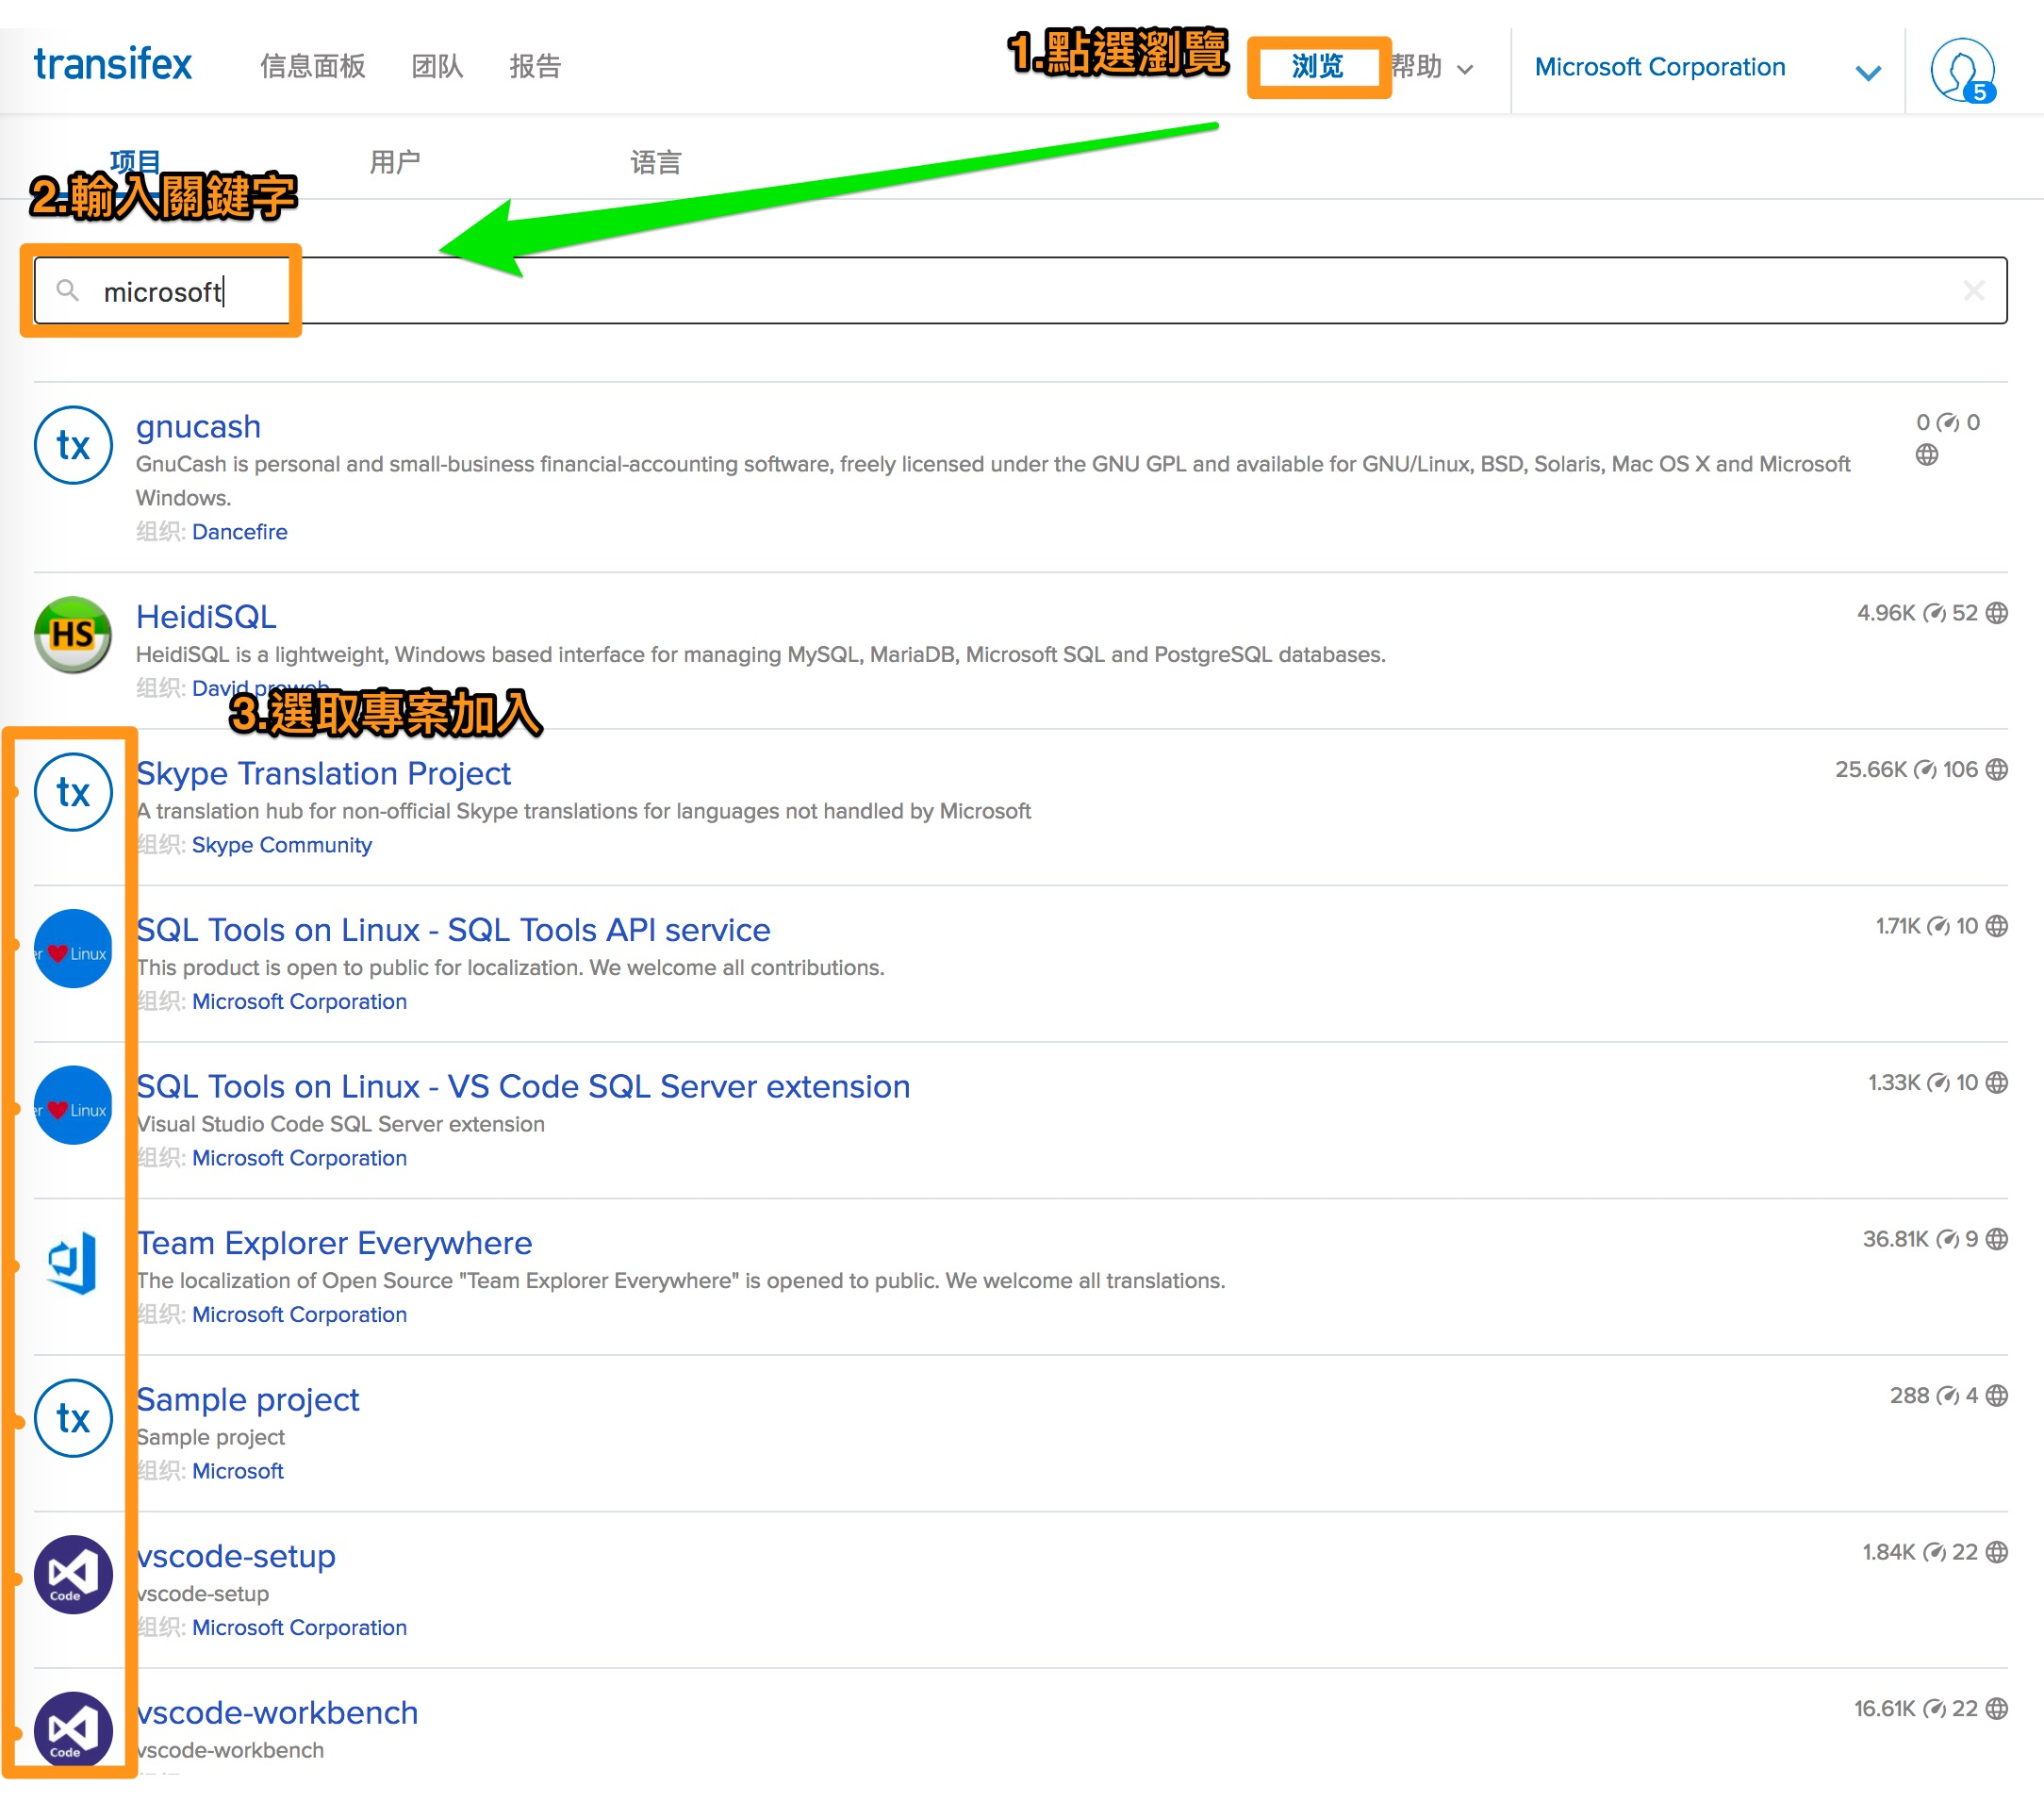 transifex
信息面板
团队
报告
1.點選瀏覽
浏览
帮助
Microsoft Corporation
5
项目
用户
语言
2.輸入關鍵字
microsoft
tx
gnucash
0 0
GnuCash is personal and small-business financial-accounting software, freely licensed under the GNU GPL and available for GNU/Linux, BSD, Solaris, Mac OS X and Microsoft
Windows.
组织: Dancefire
HS
HeidiSQL
4.96K 52
HeidiSQL is a lightweight, Windows based interface for managing MySQL, MariaDB, Microsoft SQL and PostgreSQL databases.
组织: David proweb
3.選取專案加入
tx
Skype Translation Project
25.66K 106
A translation hub for non-official Skype translations for languages not handled by Microsoft
组织: Skype Community
er Linux
SQL Tools on Linux - SQL Tools API service
1.71K 10
This product is open to public for localization. We welcome all contributions.
组织: Microsoft Corporation
er Linux
SQL Tools on Linux - VS Code SQL Server extension
1.33K 10
Visual Studio Code SQL Server extension
组织: Microsoft Corporation
Team Explorer Everywhere
36.81K 9
The localization of Open Source "Team Explorer Everywhere" is opened to public. We welcome all translations.
组织: Microsoft Corporation
tx
Sample project
288 4
Sample project
组织: Microsoft
Code
vscode-setup
1.84K 22
vscode-setup
组织: Microsoft Corporation
Code
vscode-workbench
16.61K 22
vscode-workbench